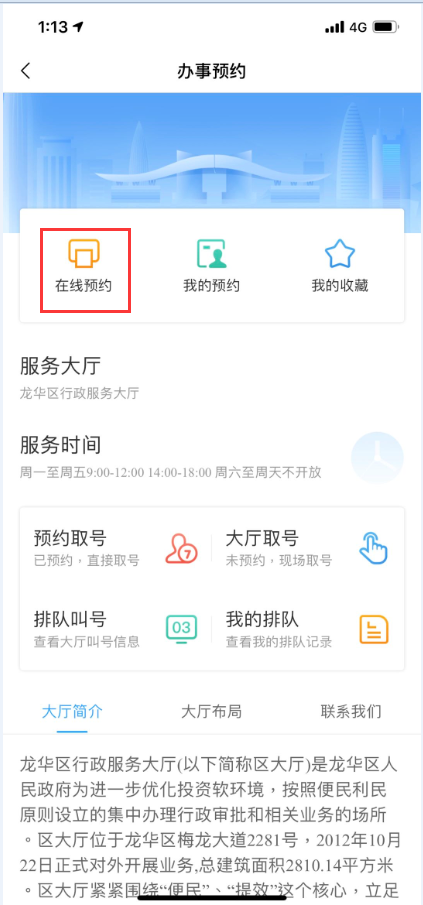 1:13 4G
办事预约
在线预约 我的预约 我的收藏
服务大厅
龙华区行政服务大厅
服务时间
周一至周五9:00-12:00 14:00-18:00 周六至周天不开放
预约取号 7 大厅取号
已预约，直接取号 未预约，现场取号
排队叫号 03 我的排队
查看大厅叫号信息 查看我的排队记录
大厅简介 大厅布局 联系我们
龙华区行政服务大厅(以下简称区大厅)是龙华区人
民政府为进一步优化投资软环境，按照便民利民
原则设立的集中办理行政审批和相关业务的场所
。区大厅位于龙华区梅龙大道2281号，2012年10月
22日正式对外开展业务,总建筑面积2810.14平方米
。区大厅紧紧围绕“便民”、“提效”这个核心，立足